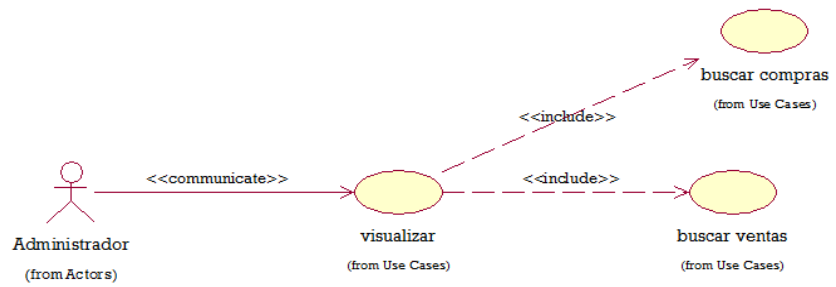 buscar compras
(from Use Cases)
<<include>>
<<communicate>>
<<include>>
Administrador
(from Actors)
visualizar
(from Use Cases)
buscar ventas
(from Use Cases)